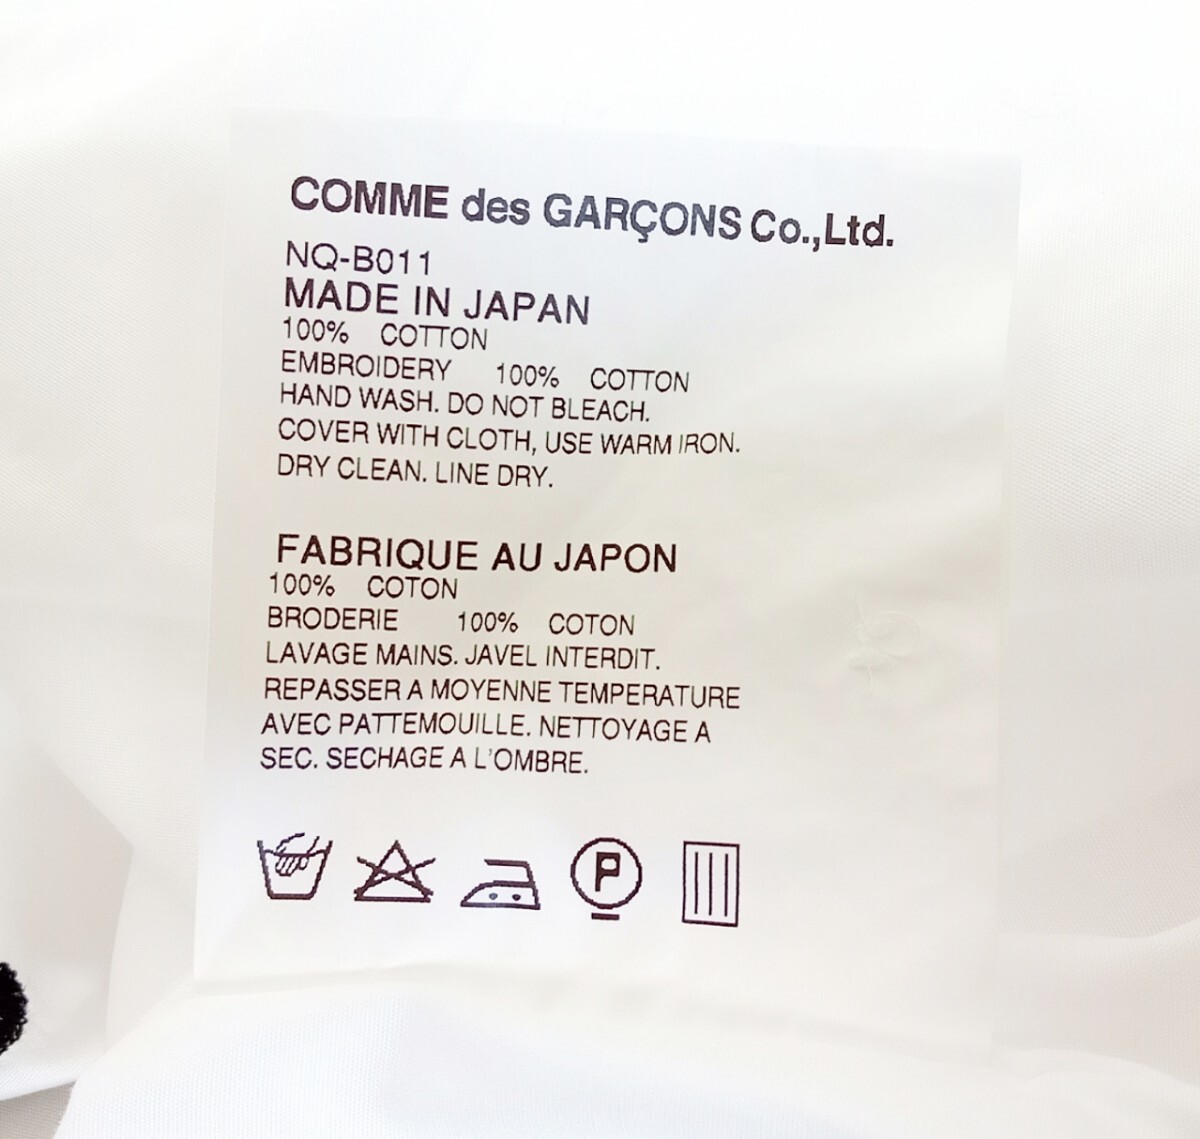 COMME des GARÇONS Co.,Ltd.
NQ-B011
MADE IN JAPAN
100% COTTON
EMBROIDERY 100% COTTON
HAND WASH. DO NOT BLEACH.
COVER WITH CLOTH, USE WARM IRON.
DRY CLEAN. LINE DRY.
FABRIQUE AU JAPON
100% COTON
BRODERIE 100% COTON
LAVAGE MAINS. JAVEL INTERDIT.
REPASSER A MOYENNE TEMPERATURE
AVEC PATTEMOUILLE. NETTOYAGE A
SEC. SECHAGE A L'OMBRE.
P